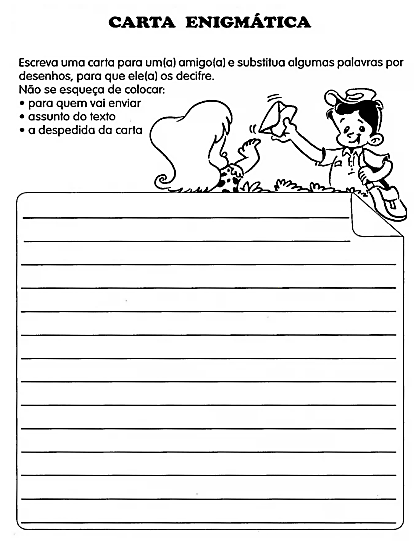 CARTA ENIGMÁTICA
Escreva uma carta para um(a) amigo(a) e substitua algumas palavras por
desenhos, para que ele(a) os decifre.
Não se esqueça de colocar:
• para quem vai enviar
• assunto do texto
• a despedida da carta